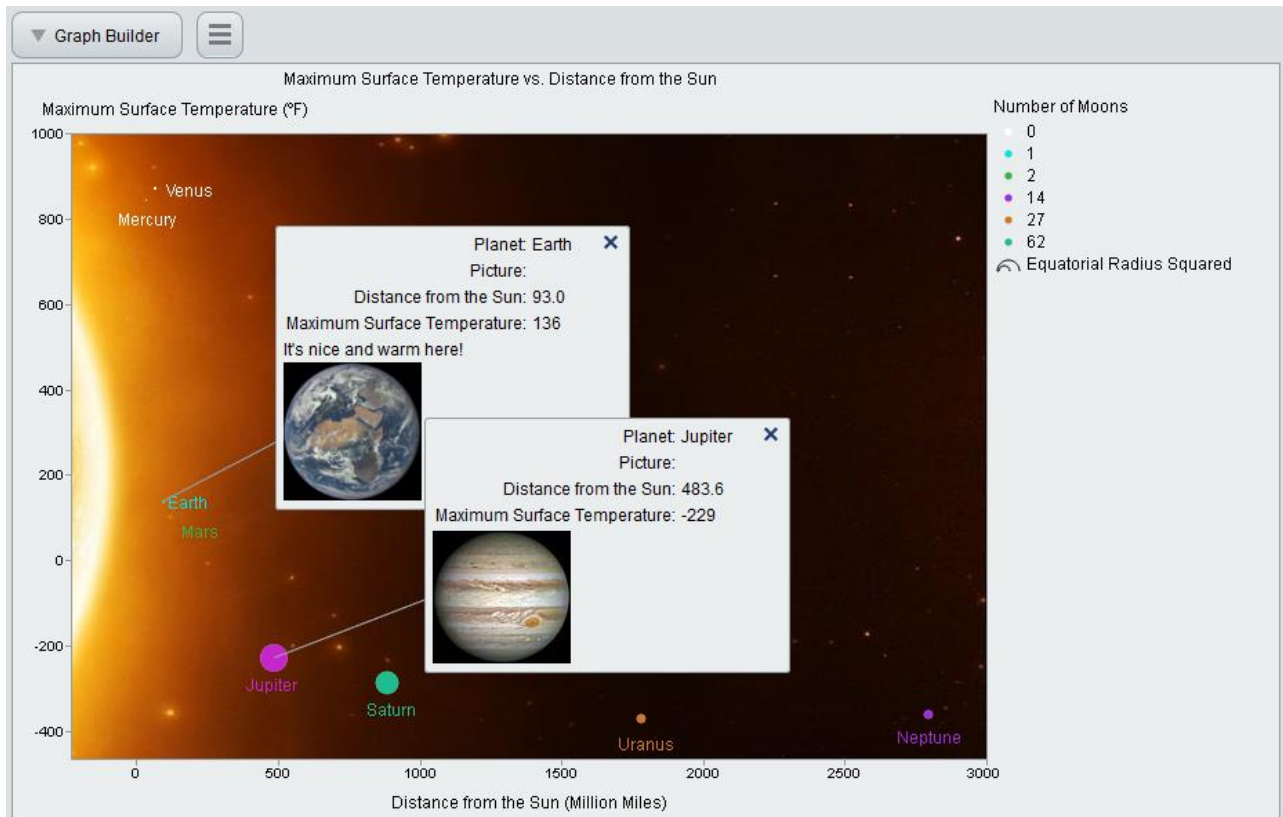 Graph Builder
Maximum Surface Temperature vs. Distance from the Sun
Maximum Surface Temperature (ºF)
1000
800
600
400
200
0
-200
-400
Venus
Mercury
Planet: Earth
Picture:
Distance from the Sun: 93.0
Maximum Surface Temperature: 136
It's nice and warm here!
Planet: Jupiter
Picture:
Distance from the Sun: 483.6
Maximum Surface Temperature: -229
Earth
Mars
Jupiter
Saturn
Uranus
Neptune
0 500 1000 1500 2000 2500 3000
Distance from the Sun (Million Miles)
Number of Moons
0
1
2
14
27
62
Equatorial Radius Squared